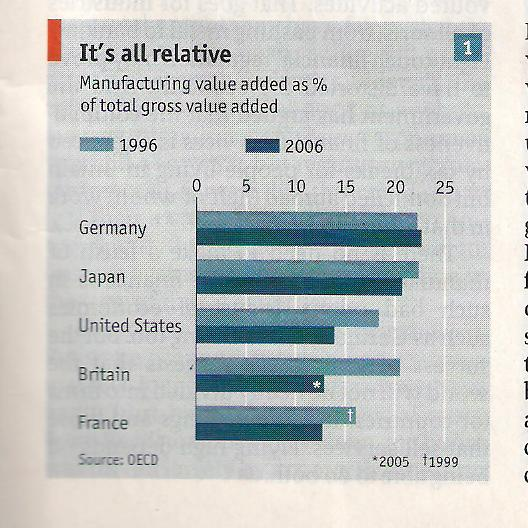 It's all relative
1
Manufacturing value added as %
of total gross value added
1996
2006
0 5 10 15 20 25
Germany
Japan
United States
Britain
*
France
†
Source: OECD
*2005 †1999